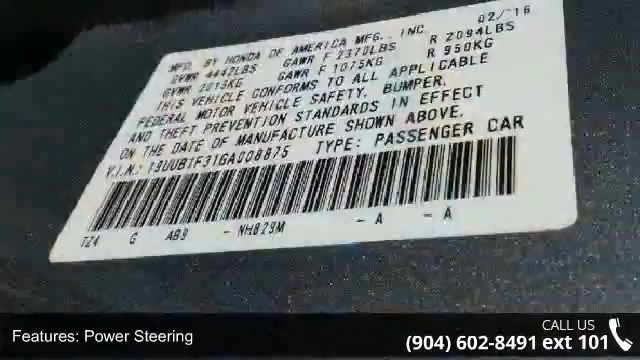 MFD. BY HONDA OF AMERICA MFG., INC. 02/'16
GVWR 4442LBS GAWR F 2370LBS R 2094LBS
GVWR 2015KG GAWR F 1075KG R 950KG
THIS VEHICLE CONFORMS TO ALL APPLICABLE
FEDERAL MOTOR VEHICLE SAFETY, BUMPER,
AND THEFT PREVENTION STANDARDS IN EFFECT
ON THE DATE OF MANUFACTURE SHOWN ABOVE.
V.I.N.: 19UUB1F31GA008875 TYPE: PASSENGER CAR
TZ4 G AB9 - NH829M - A - A
Features: Power Steering
CALL US
(904) 602-8491 ext 101